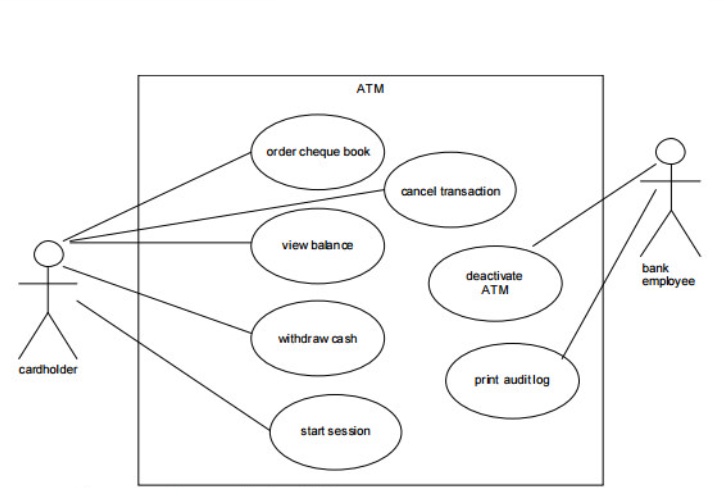 ATM
order cheque book
cancel transaction
view balance
deactivate
ATM
bank
employee
withdraw cash
cardholder
print audit log
start session